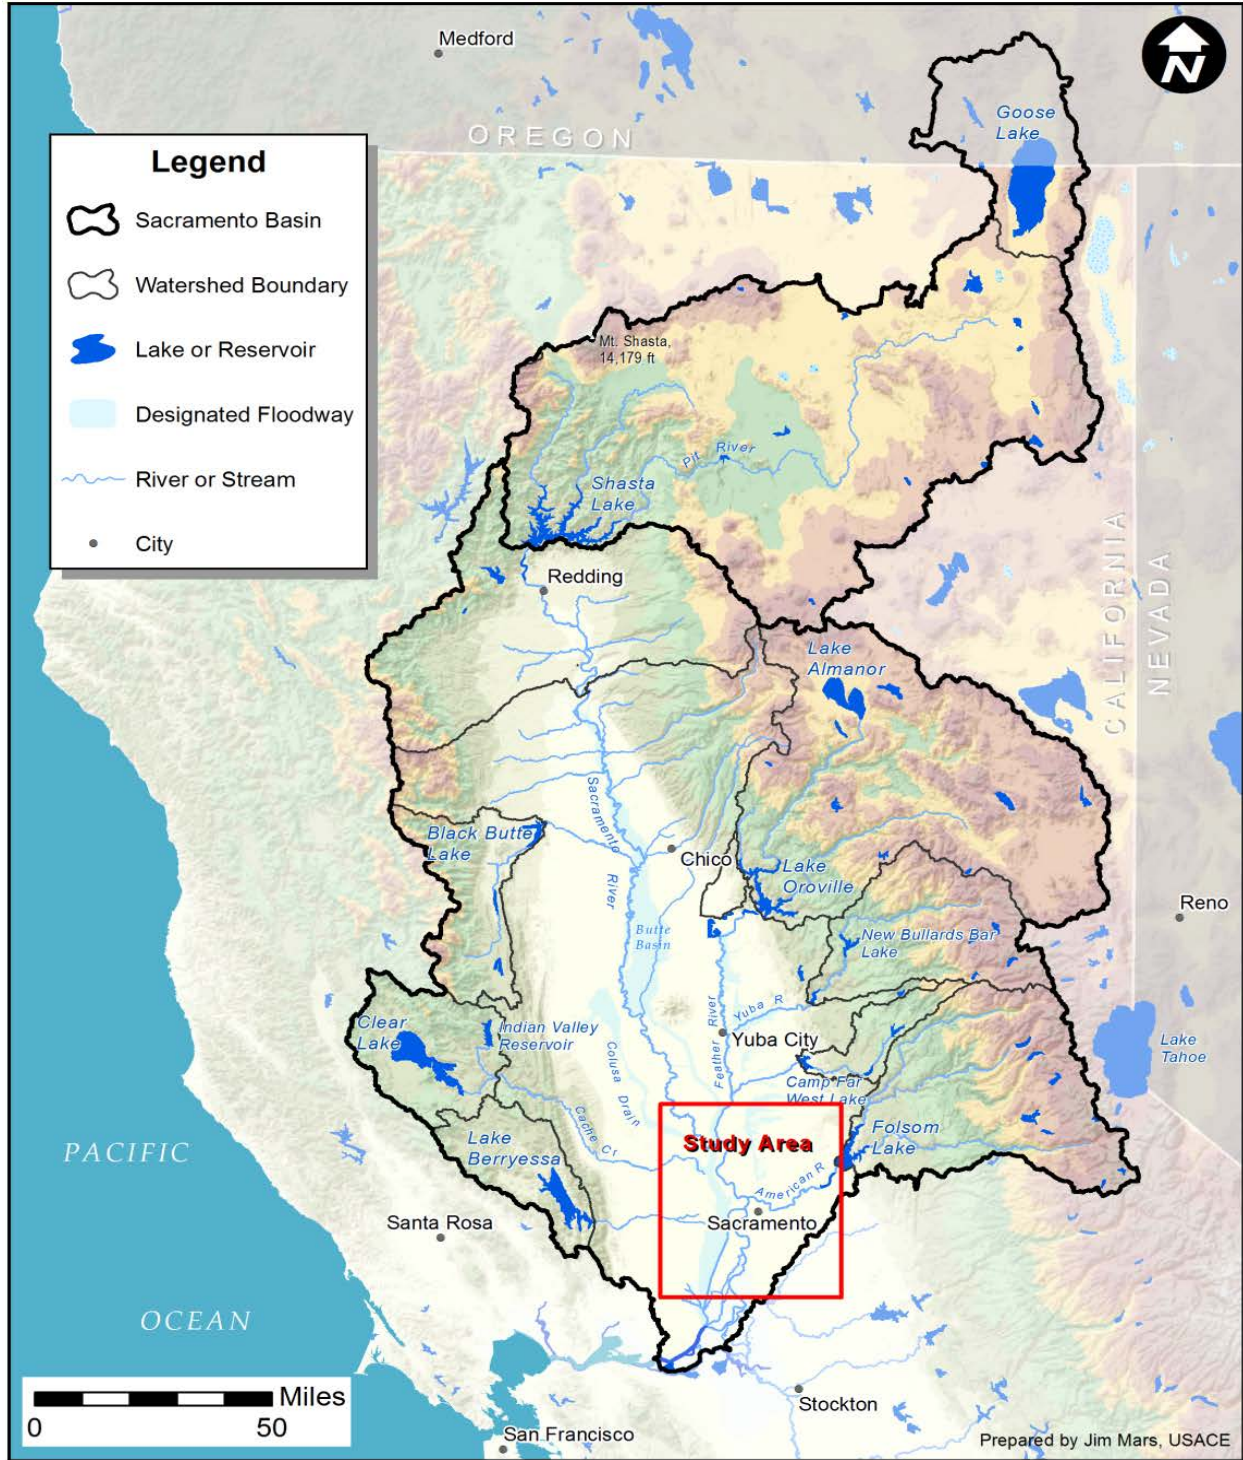 Medford
N
OREGON
Goose
Lake
Legend
Sacramento Basin
Watershed Boundary
Lake or Reservoir
Designated Floodway
River or Stream
City
Mt. Shasta,
14,179 ft
Pit River
Shasta
Lake
Redding
CALIFORNIA
NEVADA
Lake
Almanor
Sacramento River
Black Butte
Lake
Chico
Lake
Oroville
Reno
Butte
Basin
New Bullards Bar
Lake
Feather River
Yuba R
Clear
Lake
Indian Valley
Reservoir
Colusa Drain
Yuba City
Lake
Tahoe
Camp Far
West Lake
Cache Cr
Study Area
Folsom
Lake
PACIFIC
Lake
Berryessa
American R
Santa Rosa
Sacramento
OCEAN
Miles
0 50
Stockton
San Francisco
Prepared by Jim Mars, USACE